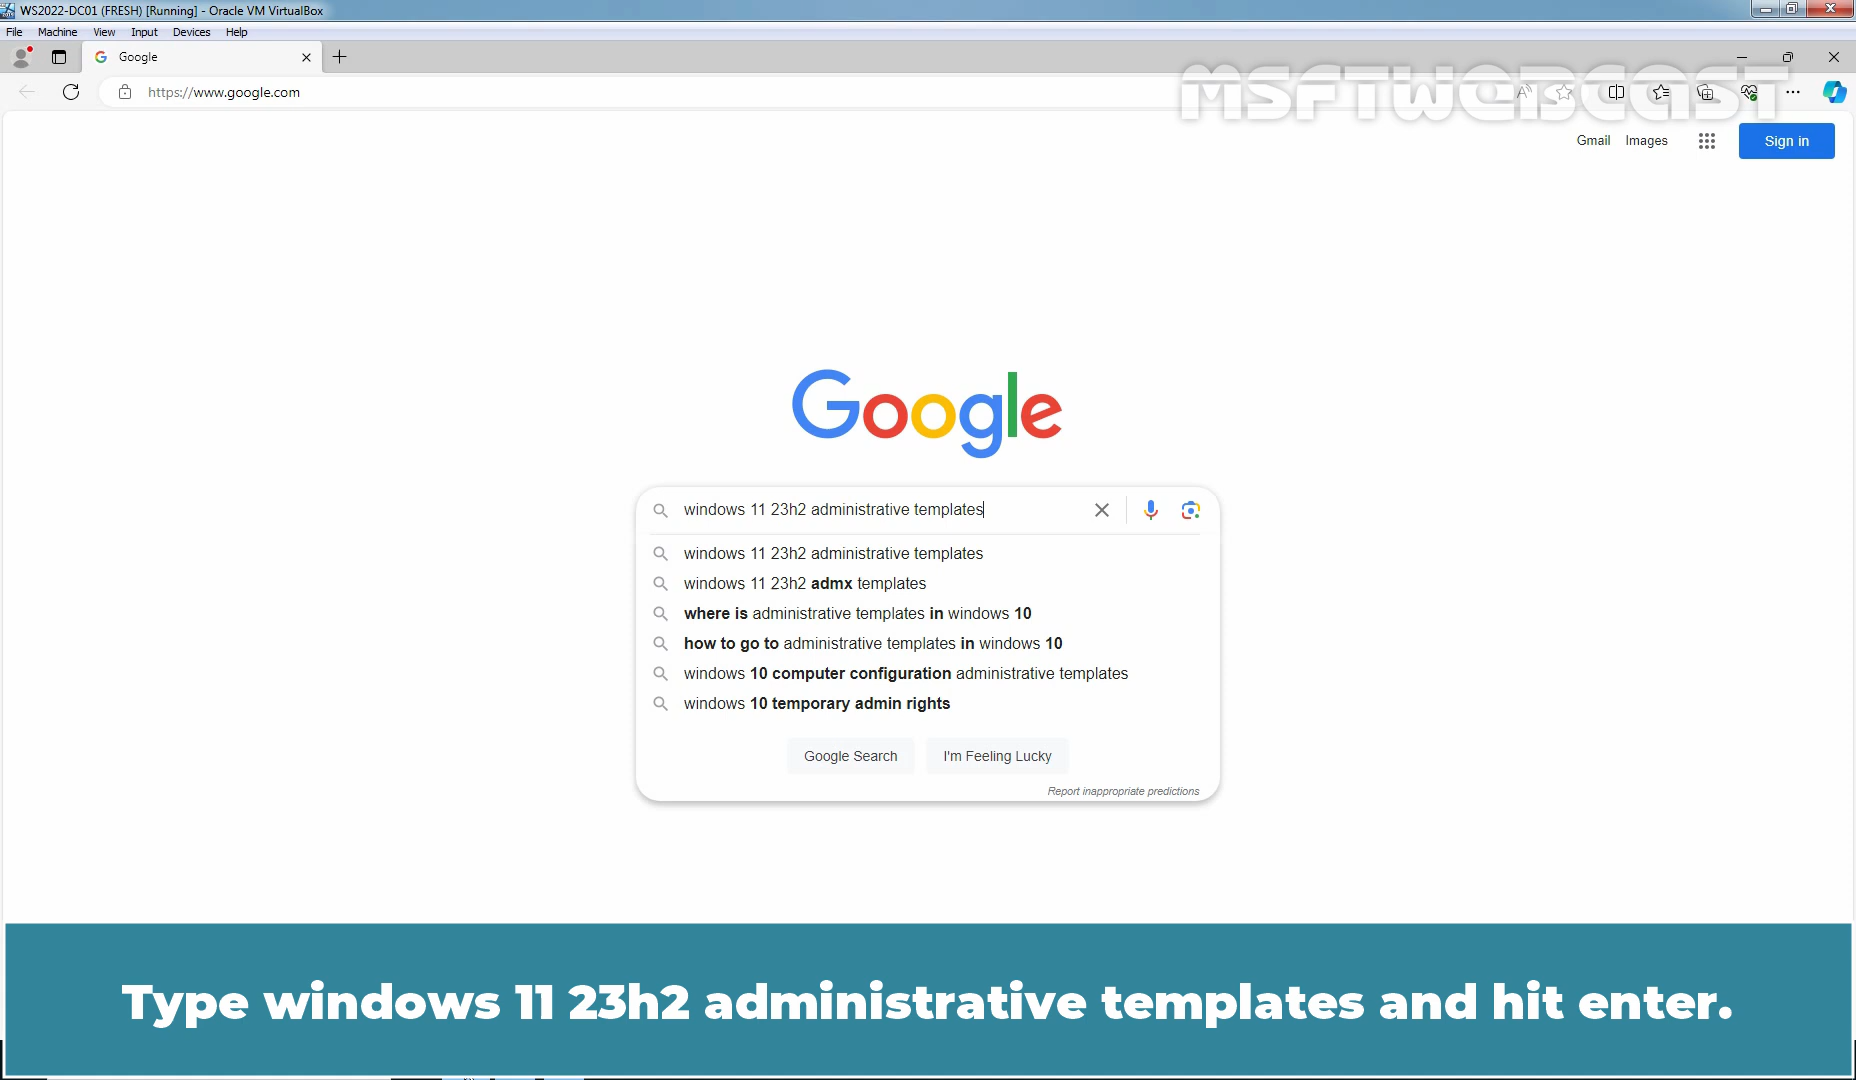 WS2022-DC01 (FRESH) [Running] - Oracle VM VirtualBox
File Machine View Input Devices Help
Google
https://www.google.com
MSFTWEBCAST
Gmail Images Sign in
Google
windows 11 23h2 administrative templates
windows 11 23h2 administrative templates
windows 11 23h2 admx templates
where is administrative templates in windows 10
how to go to administrative templates in windows 10
windows 10 computer configuration administrative templates
windows 10 temporary admin rights
Google Search I'm Feeling Lucky
Report inappropriate predictions
Type windows 11 23h2 administrative templates and hit enter.